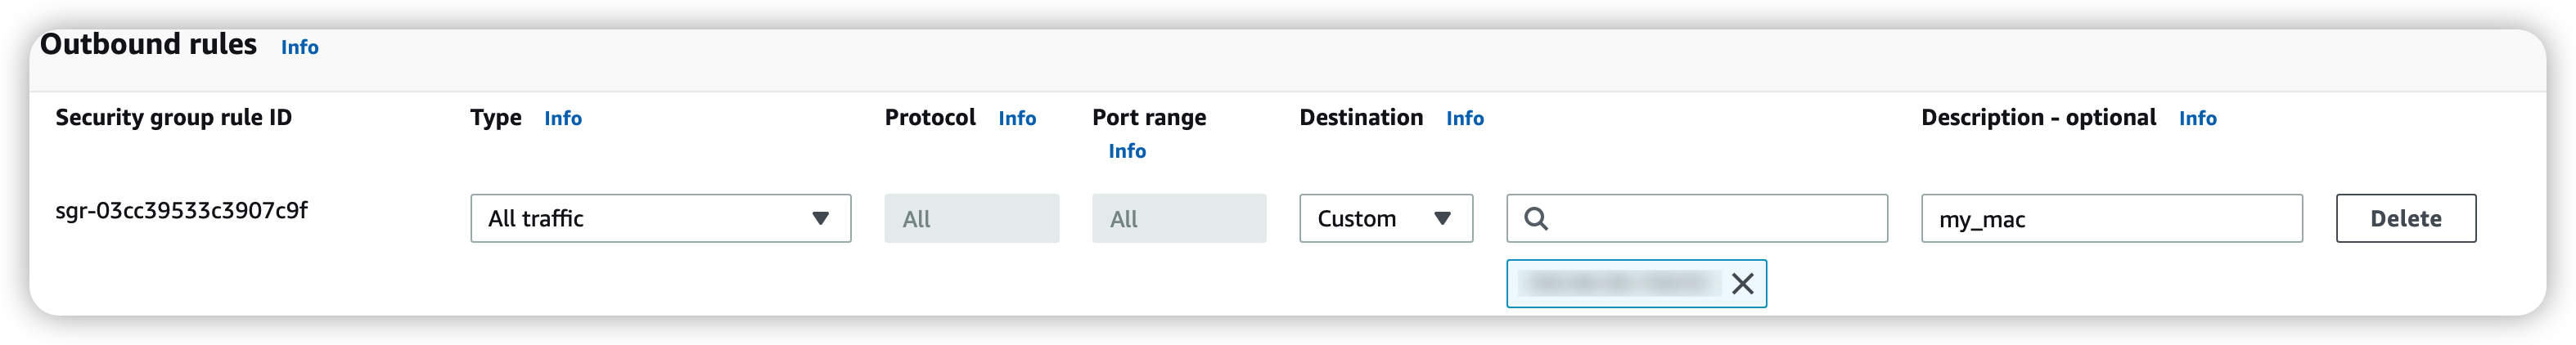 Outbound rules Info
Security group rule ID Type Info Protocol Info Port range Info Destination Info Description - optional Info
sgr-03cc39533c3907c9f All traffic All All Custom my_mac Delete